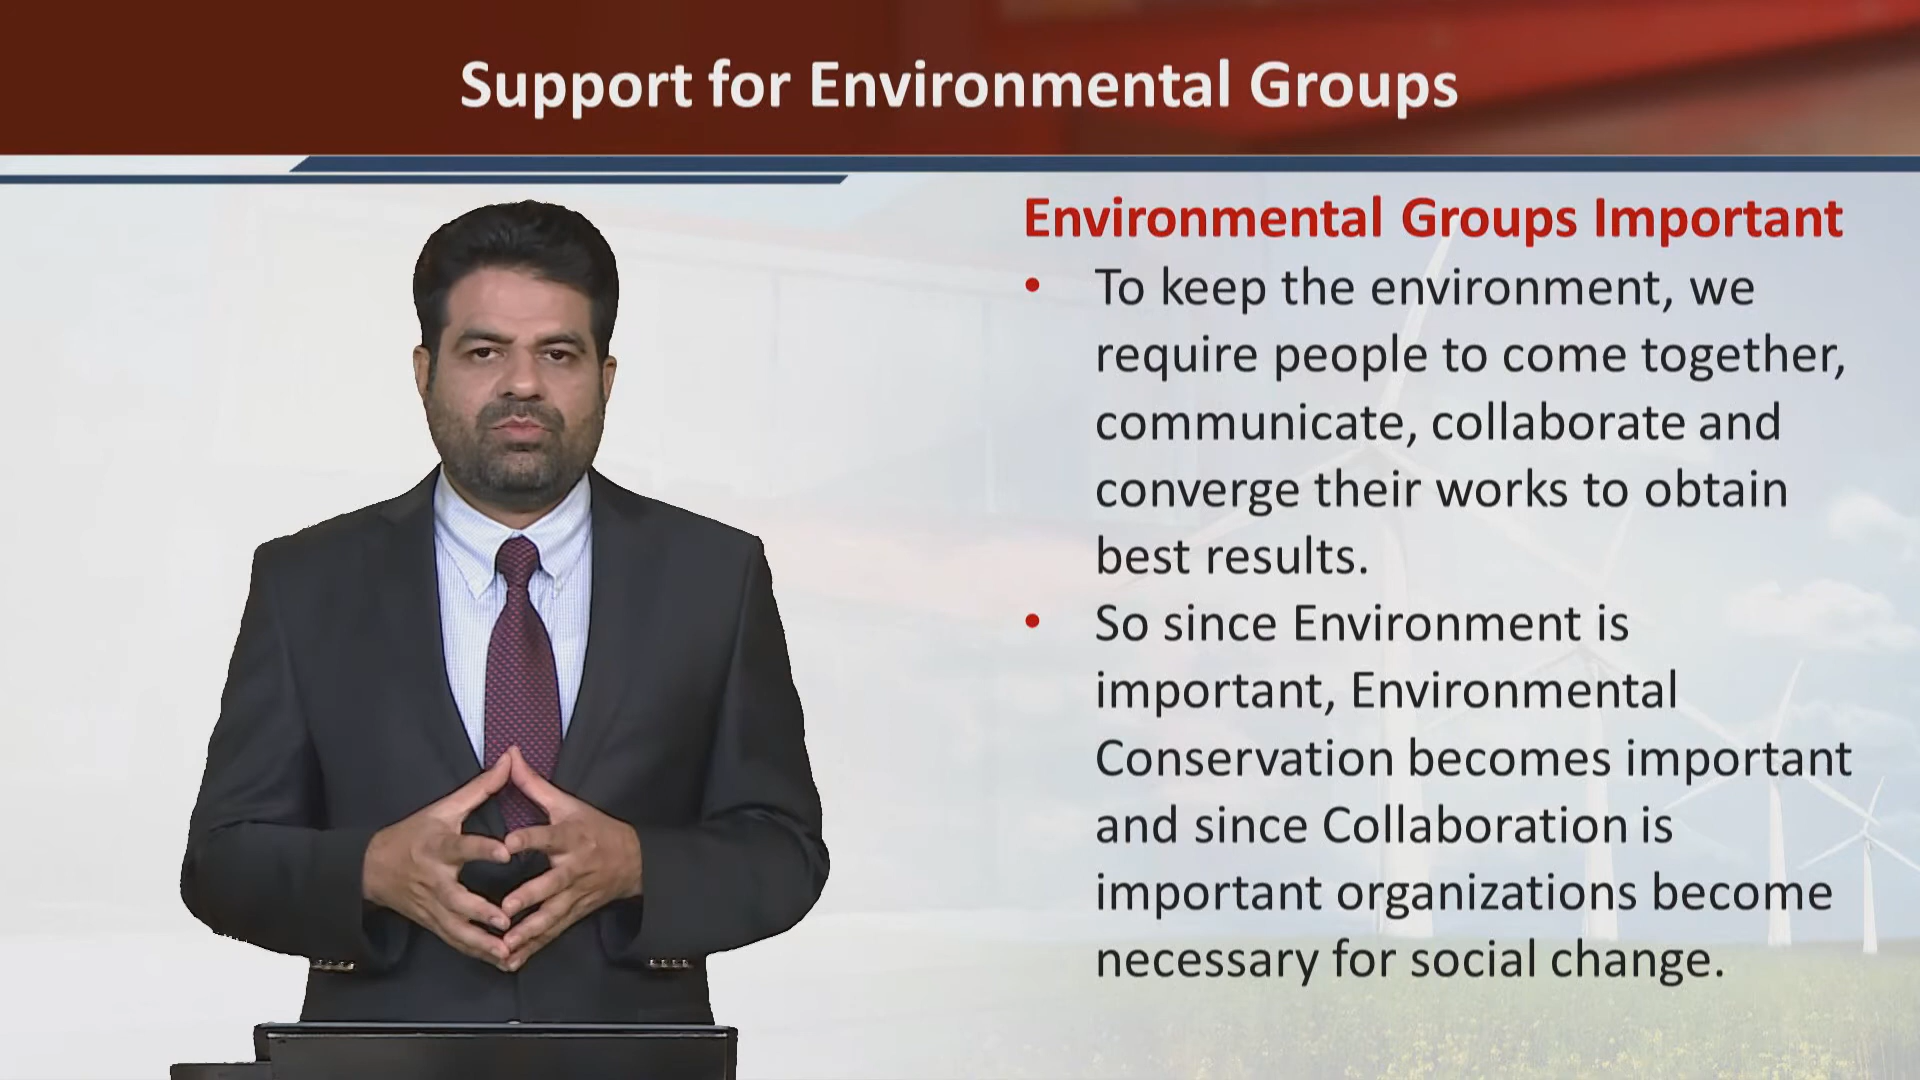 Support for Environmental Groups
Environmental Groups Important
• To keep the environment, we
require people to come together,
communicate, collaborate and
converge their works to obtain
best results.
• So since Environment is
important, Environmental
Conservation becomes important
and since Collaboration is
important organizations become
necessary for social change.